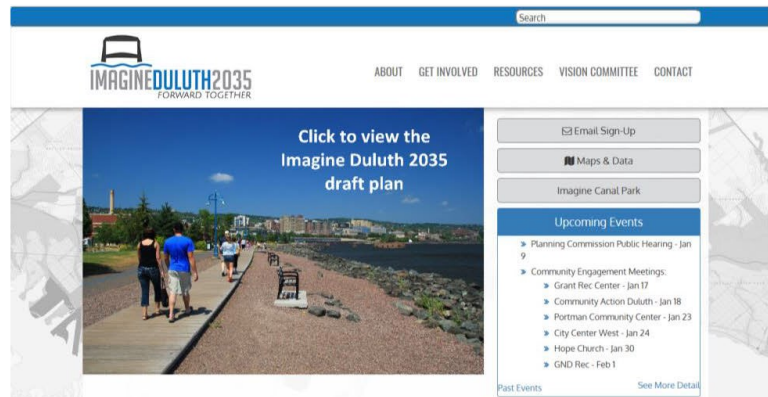 Search
IMAGINEDULUTH2035
FORWARD TOGETHER
ABOUT GET INVOLVED RESOURCES VISION COMMITTEE CONTACT
Click to view the
Imagine Duluth 2035
draft plan
Email Sign-Up
Maps & Data
Imagine Canal Park
Upcoming Events
» Planning Commission Public Hearing - Jan
9
» Community Engagement Meetings:
» Grant Rec Center - Jan 17
» Community Action Duluth - Jan 18
» Portman Community Center - Jan 23
» City Center West - Jan 24
» Hope Church - Jan 30
» GND Rec - Feb 1
Past Events
See More Detail